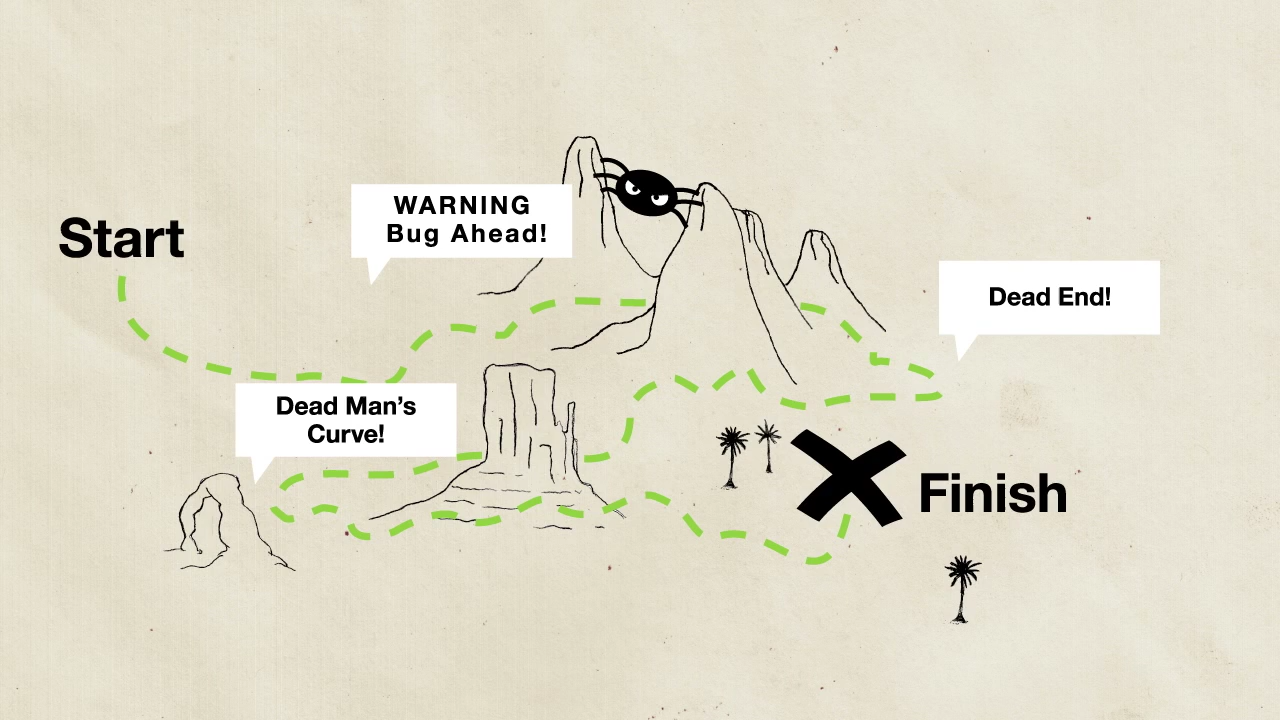 Start
WARNING
Bug Ahead!
Dead End!
Dead Man’s
Curve!
Finish